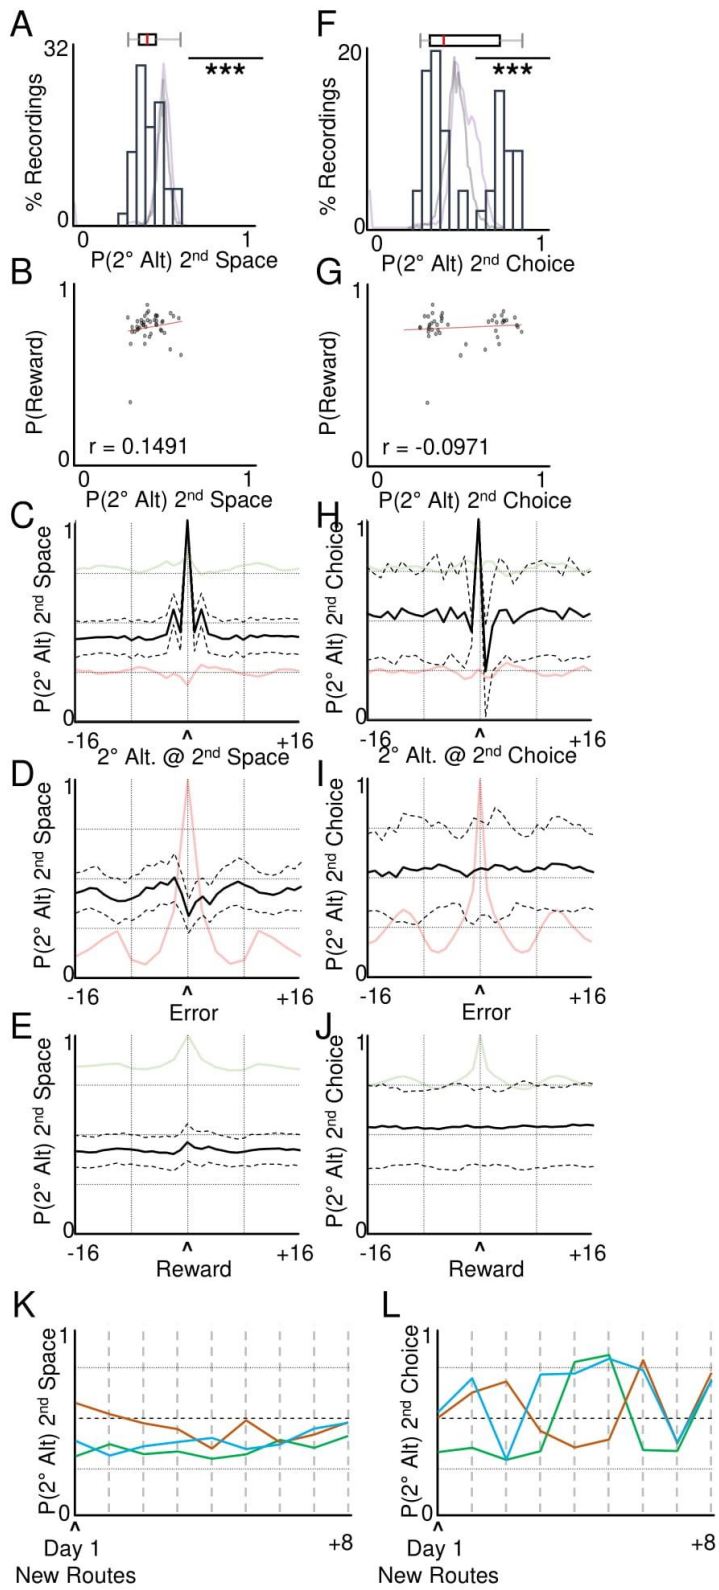 A
32
% Recordings
0
***
0
1
P(2° Alt) 2nd Space
F
20
% Recordings
0
***
0
1
P(2° Alt) 2nd Choice
B
1
P(Reward)
0
r = 0.1491
0
1
P(2° Alt) 2nd Space
G
1
P(Reward)
0
r = -0.0971
0
1
P(2° Alt) 2nd Choice
C
1
P(2° Alt) 2nd Space
0
-16
^
+16
2° Alt. @ 2nd Space
H
1
P(2° Alt) 2nd Choice
0
-16
^
+16
2° Alt. @ 2nd Choice
D
1
P(2° Alt) 2nd Space
0
-16
^
+16
Error
I
1
P(2° Alt) 2nd Choice
0
-16
^
+16
Error
E
1
P(2° Alt) 2nd Space
0
-16
^
+16
Reward
J
1
P(2° Alt) 2nd Choice
0
-16
^
+16
Reward
K
1
P(2° Alt) 2nd Space
0
^
Day 1
+8
New Routes
L
1
P(2° Alt) 2nd Choice
0
^
Day 1
+8
New Routes